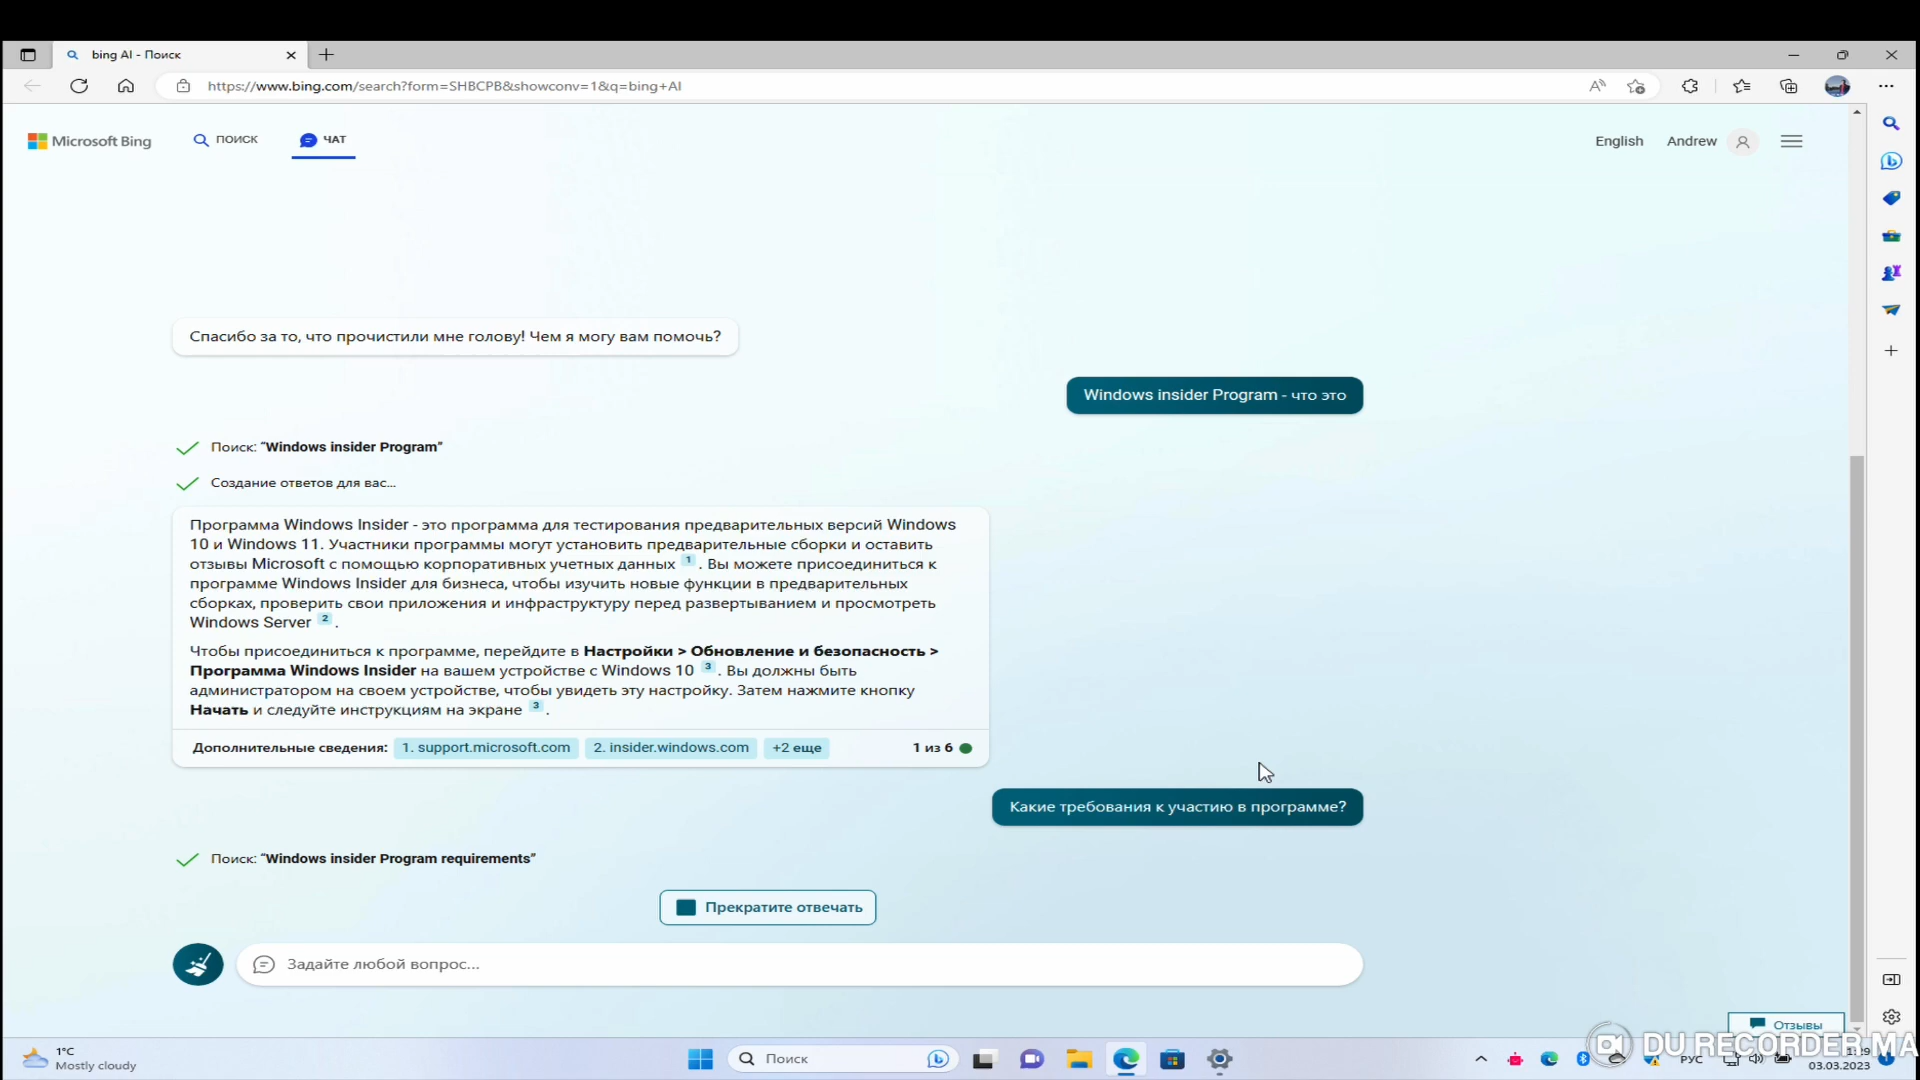 bing AI - Поиск
https://www.bing.com/search?form=SHBCPB&showconv=1&q=bing+AI
Microsoft Bing
ПОИСК
ЧАТ
English
Andrew
Спасибо за то, что прочистили мне голову! Чем я могу вам помочь?
Windows insider Program - что это
Поиск: “Windows insider Program”
Создание ответов для вас...
Программа Windows Insider - это программа для тестирования предварительных версий Windows
10 и Windows 11. Участники программы могут установить предварительные сборки и оставить
отзывы Microsoft с помощью корпоративных учетных данных 1 . Вы можете присоединиться к
программе Windows Insider для бизнеса, чтобы изучить новые функции в предварительных
сборках, проверить свои приложения и инфраструктуру перед развертыванием и просмотреть
Windows Server 2 .
Чтобы присоединиться к программе, перейдите в Настройки > Обновление и безопасность >
Программа Windows Insider на вашем устройстве с Windows 10 3 . Вы должны быть
администратором на своем устройстве, чтобы увидеть эту настройку. Затем нажмите кнопку
Начать и следуйте инструкциям на экране 3 .
Дополнительные сведения: 1. support.microsoft.com 2. insider.windows.com +2 еще 1 из 6
Какие требования к участию в программе?
Поиск: “Windows insider Program requirements”
Прекратите отвечать
Задайте любой вопрос...
Отзывы
DU RECORDER MA
1°C
Mostly cloudy
Поиск
РУС
03.03.2023